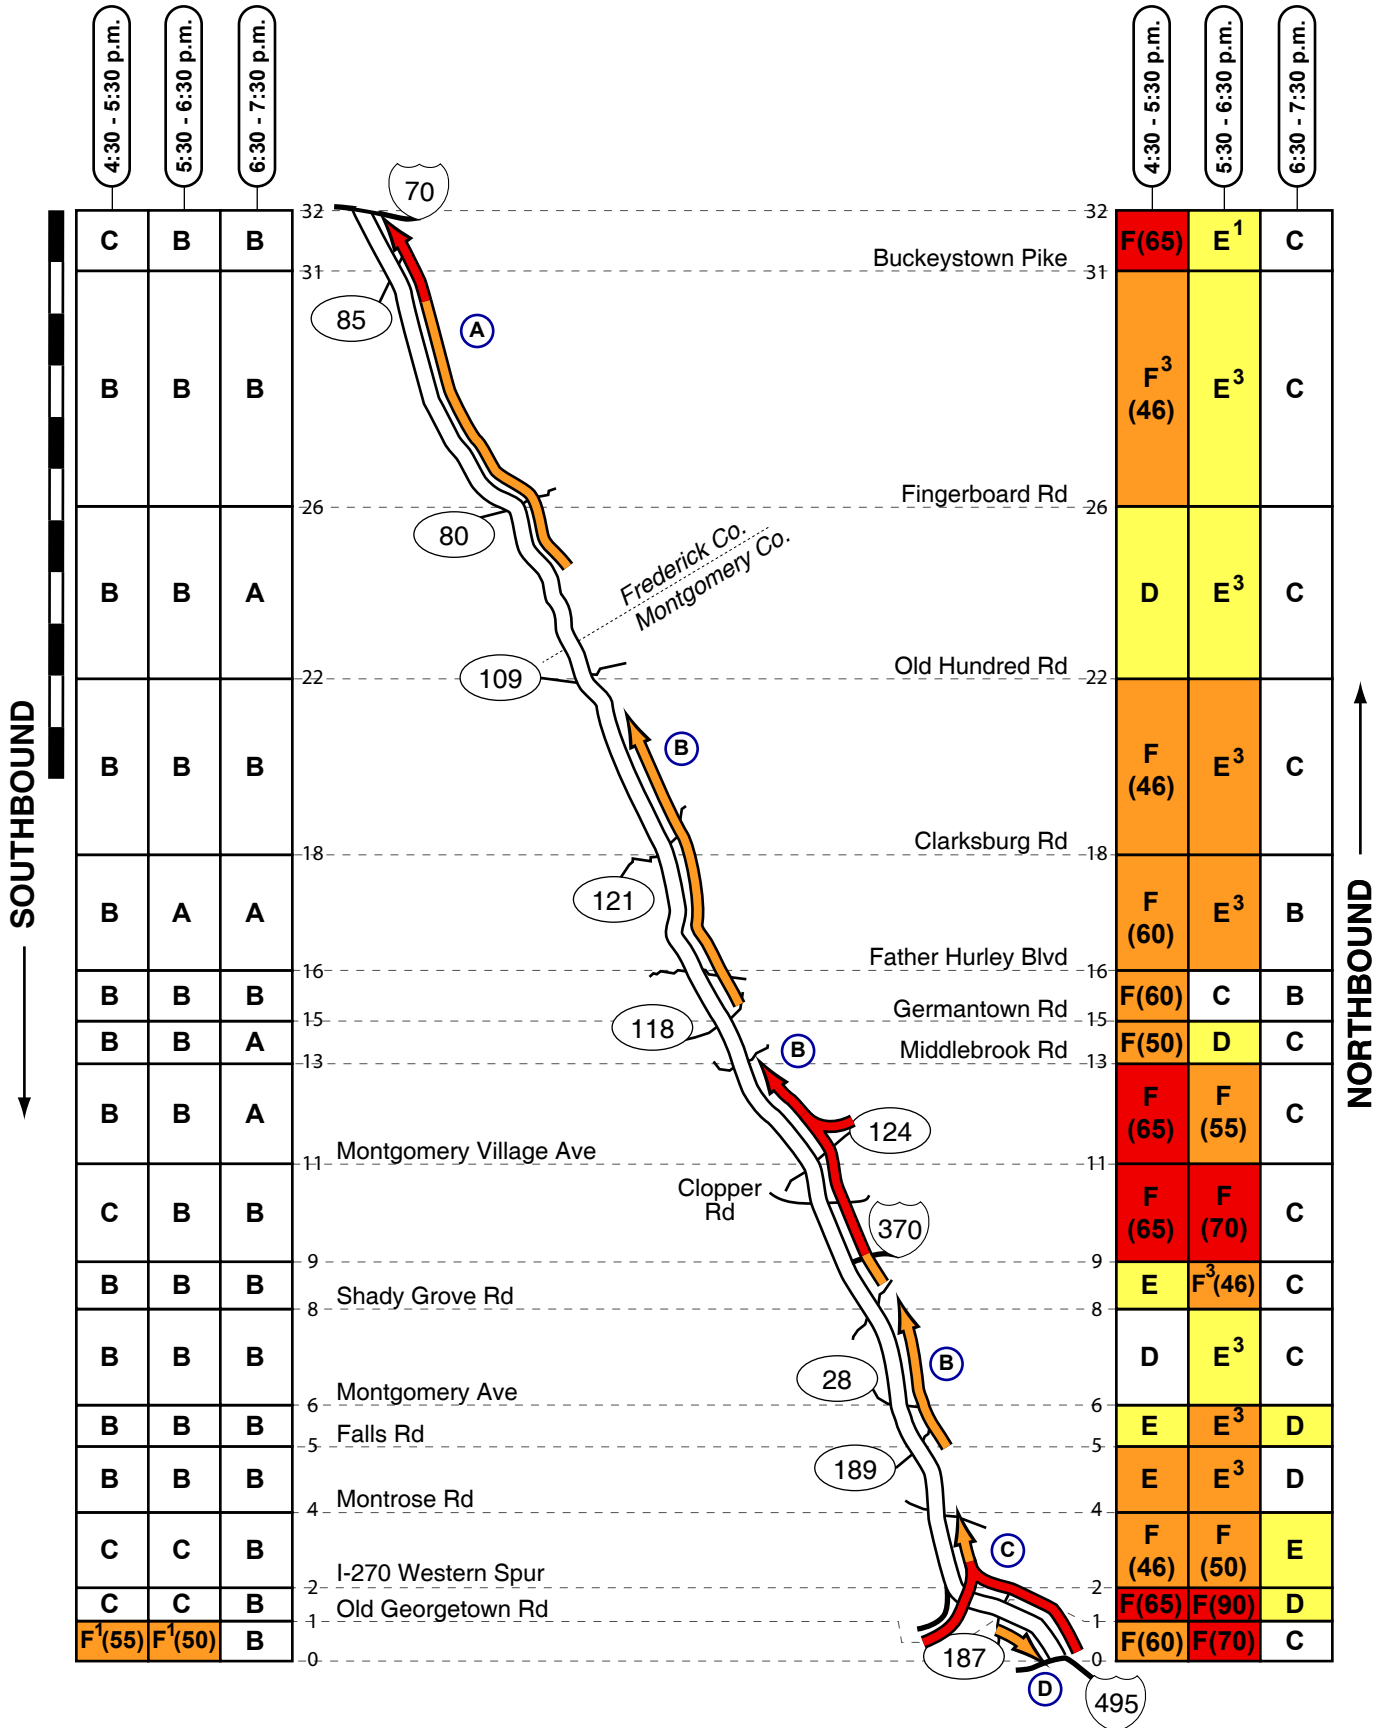 4:30 - 5:30 p.m. 5:30 - 6:30 p.m. 6:30 - 7:30 p.m. 4:30 - 5:30 p.m. 5:30 - 6:30 p.m. 6:30 - 7:30 p.m.
70
32 32
C B B F(65) E1 C
Buckeystown Pike
31 31
85
A
B B B F3 (46) E3 C
Fingerboard Rd
26 26
80
Frederick Co.
Montgomery Co.
B B A D E3 C
Old Hundred Rd
22 22
109
SOUTHBOUND
NORTHBOUND
B
B B B F (46) E3 C
Clarksburg Rd
18 18
121
B A A F (60) E3 B
Father Hurley Blvd
16 16
B B B F(60) C B
Germantown Rd
15 15
118
B B A F(50) D C
Middlebrook Rd
B
13 13
B B A F (65) F (55) C
124
Montgomery Village Ave
11 11
Clopper
Rd
C B B F (65) F (70) C
370
9 9
B B B E F3(46) C
Shady Grove Rd
8 8
B
B B B D E3 C
28
Montgomery Ave
6 6
B B B E E3 D
Falls Rd
5 5
189
B B B E E3 D
Montrose Rd
4 4
C
C C B F (46) F (50) E
I-270 Western Spur
2 2
C C B F(65) F(90) D
Old Georgetown Rd
1 1
F1(55) F1(50) B F(60) F(70) C
187
0 0
D
495